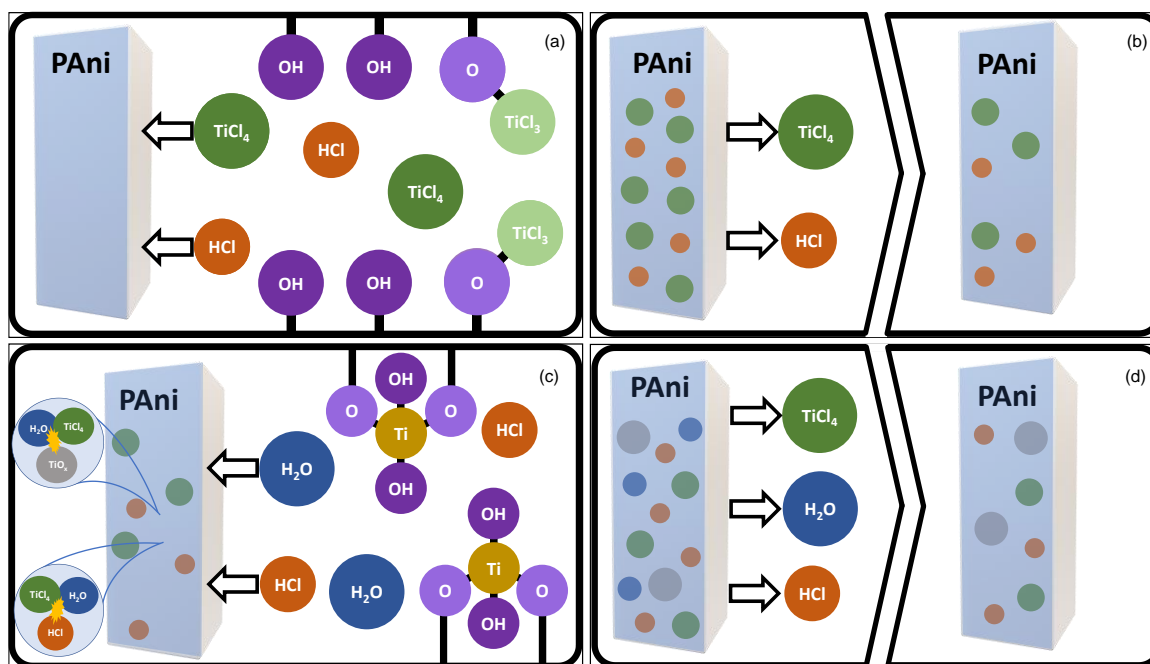 (a)
PAni
OH
OH
O
TiCl₃
TiCl₄
HCl
TiCl₄
HCl
TiCl₃
OH
OH
O
(b)
PAni
TiCl₄
HCl
PAni
(c)
PAni
H₂O
TiCl₄
TiOₓ
TiCl₄
H₂O
HCl
H₂O
HCl
H₂O
OH
O
Ti
O
OH
HCl
OH
Ti
O
O
OH
(d)
PAni
TiCl₄
H₂O
HCl
PAni